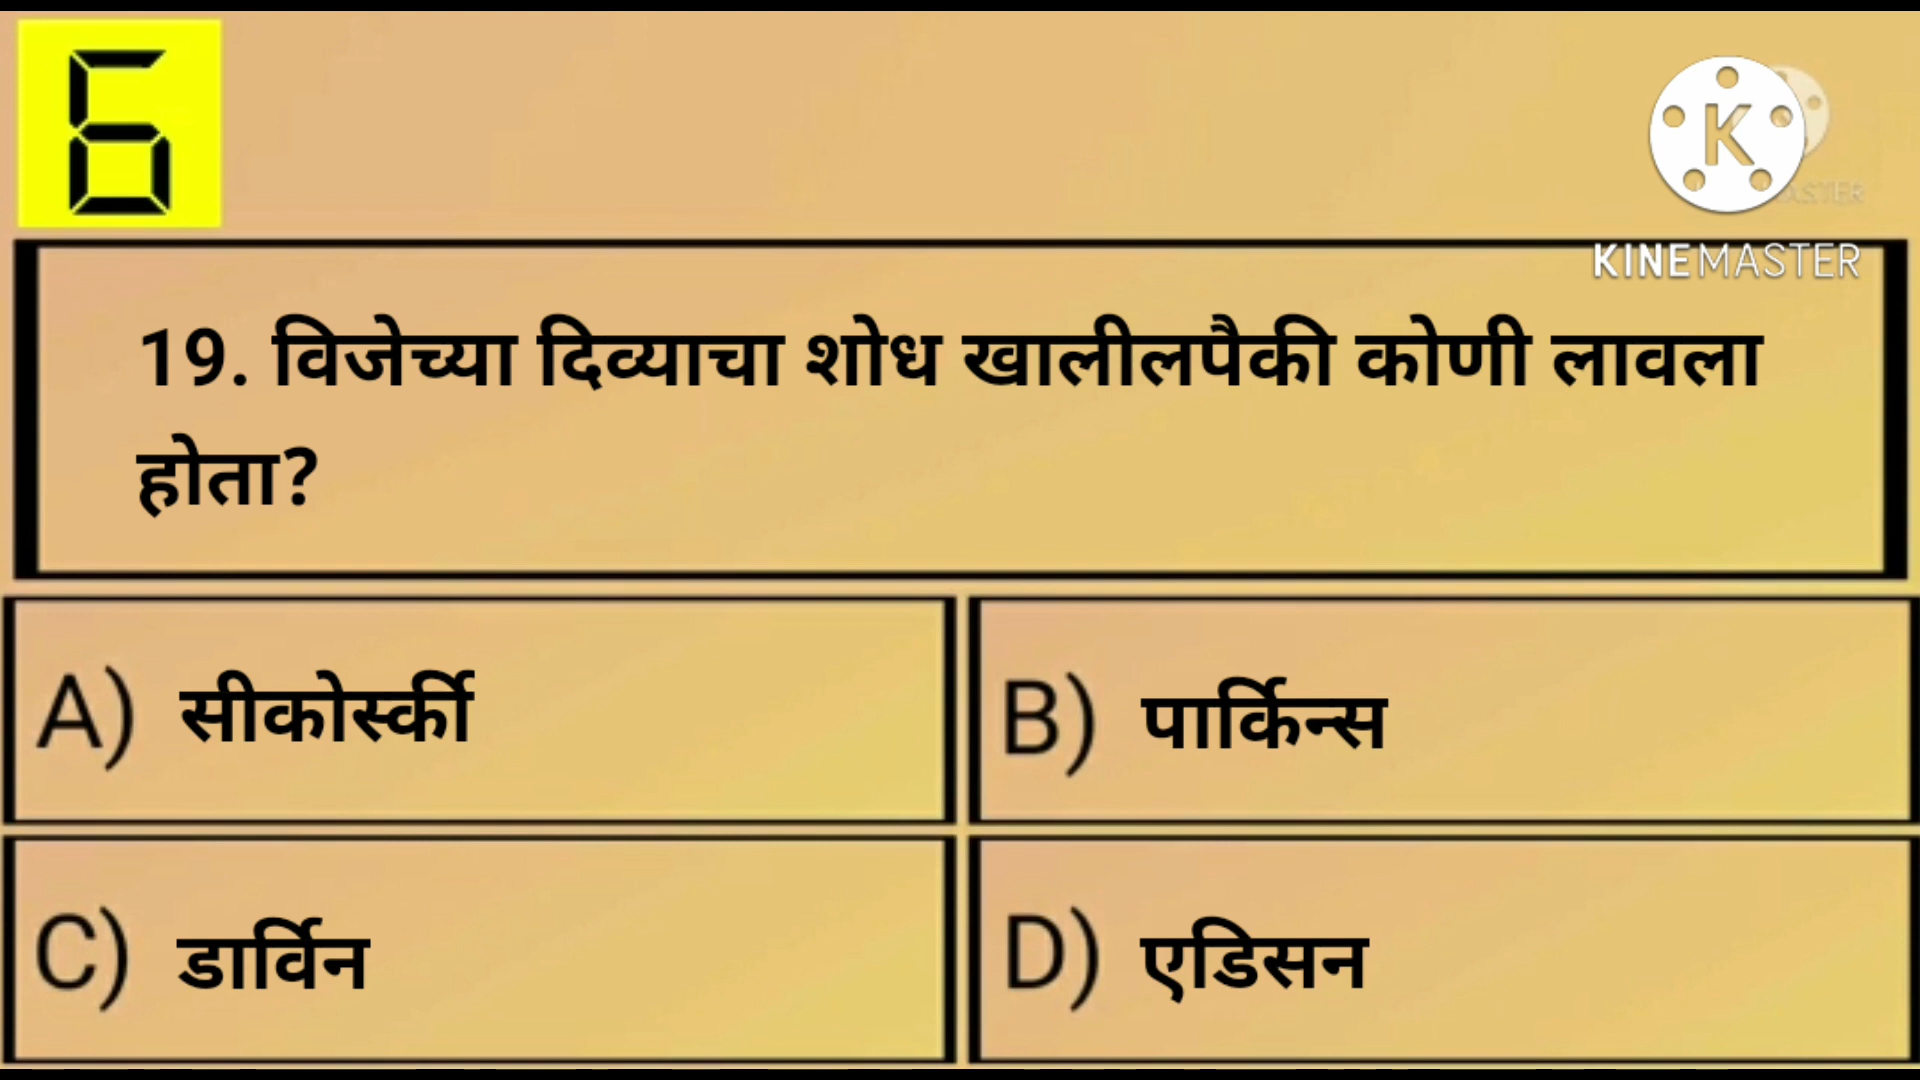 6
KINEMASTER
19. विजेच्या दिव्याचा शोध खालीलपैकी कोणी लावला
होता?
A) सीकोर्स्की
B) पार्किन्स
C) डार्विन
D) एडिसन